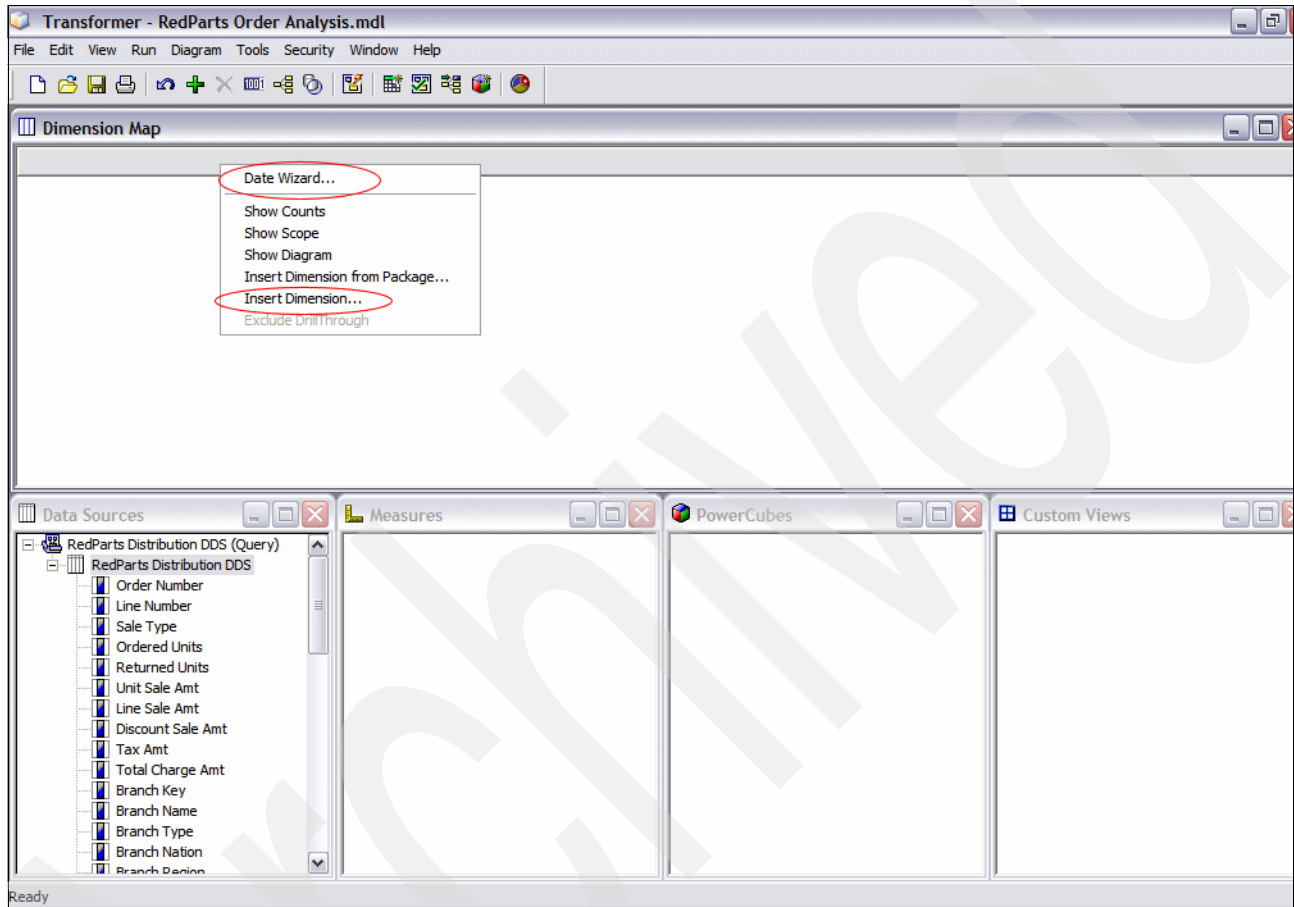 Transformer - RedParts Order Analysis.mdl
File Edit View Run Diagram Tools Security Window Help
Dimension Map
Date Wizard...
Show Counts
Show Scope
Show Diagram
Insert Dimension from Package...
Insert Dimension...
Exclude DrillThrough
Data Sources
RedParts Distribution DDS (Query)
RedParts Distribution DDS
Order Number
Line Number
Sale Type
Ordered Units
Returned Units
Unit Sale Amt
Line Sale Amt
Discount Sale Amt
Tax Amt
Total Charge Amt
Branch Key
Branch Name
Branch Type
Branch Nation
Branch Region
Measures
PowerCubes
Custom Views
Ready
Archived